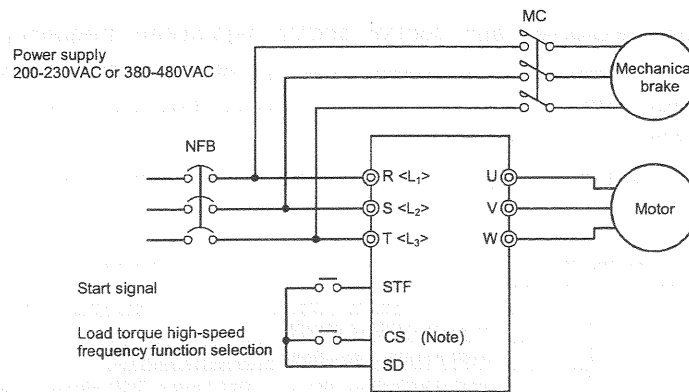 MC
Power supply
200-230VAC or 380-480VAC
Mechanical
brake
NFB
R <L₁>
U
S <L₂>
V
Motor
T <L₃>
W
Start signal
STF
Load torque high-speed
frequency function selection
CS (Note)
SD